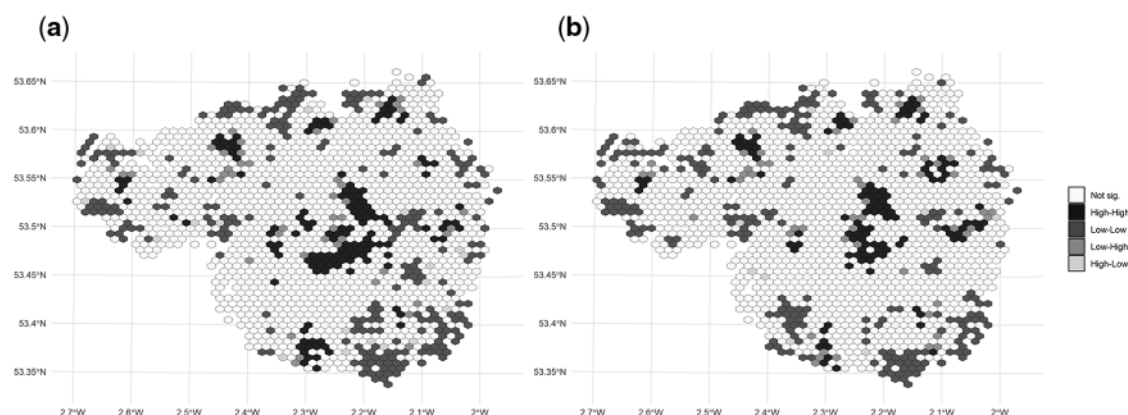 (a)
(b)
53.65°N
53.6°N
53.55°N
53.5°N
53.45°N
53.4°N
53.35°N
2.7°W 2.6°W 2.5°W 2.4°W 2.3°W 2.2°W 2.1°W 2°W
53.65°N
53.6°N
53.55°N
53.5°N
53.45°N
53.4°N
53.35°N
2.7°W 2.6°W 2.5°W 2.4°W 2.3°W 2.2°W 2.1°W 2°W
Not sig.
High-High
Low-Low
Low-High
High-Low